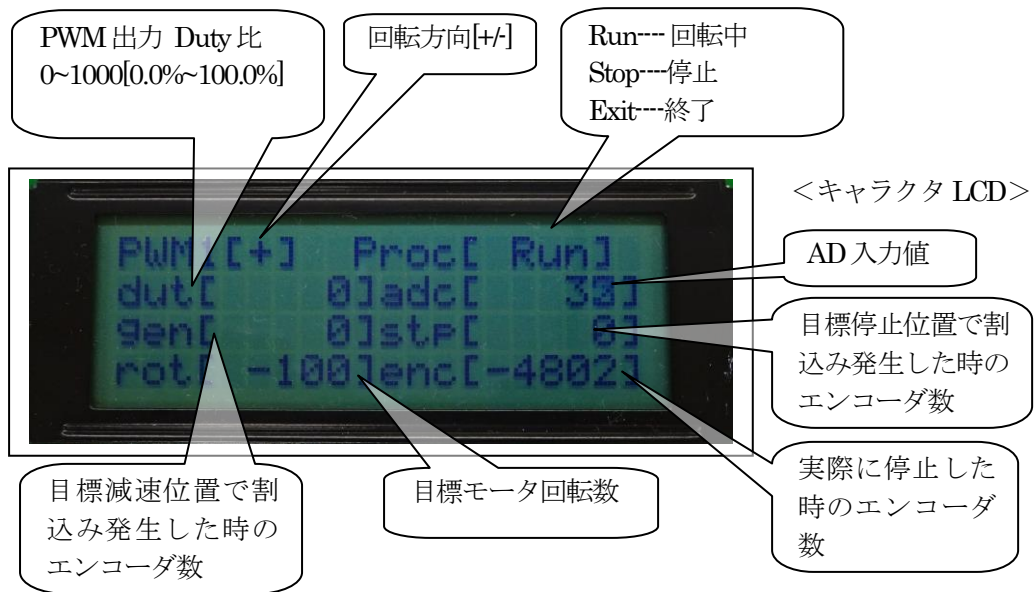 PWM 出力 Duty 比
0~1000[0.0%~100.0%]
回転方向[+/-]
Run---- 回転中
Stop----停止
Exit----終了
<キャラクタ LCD>
PWM:[+] Proc[ Run]
dut[ 0]adc[ 33]
gen[ 0]stp[ 0]
rot[ -100]enc[-4802]
AD 入力値
目標停止位置で割
込み発生した時の
エンコーダ数
目標減速位置で割
込み発生した時の
エンコーダ数
目標モータ回転数
実際に停止した
時のエンコーダ
数